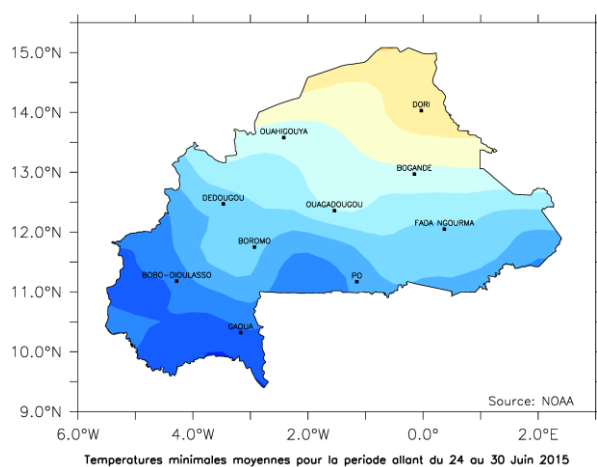 15.0°N
14.0°N
13.0°N
12.0°N
11.0°N
10.0°N
9.0°N
DORI
OUAHIGOUYA
BOGANDE
DEDOUGOU
OUAGADOUGOU
FADA NGOURMA
BOROMO
BOBO-DIOULASSO
PO
GAOUA
Source: NOAA
6.0°W 4.0°W 2.0°W 0.0°W 2.0°E
Temperatures minimales moyennes pour la periode allant du 24 au 30 Juin 2015